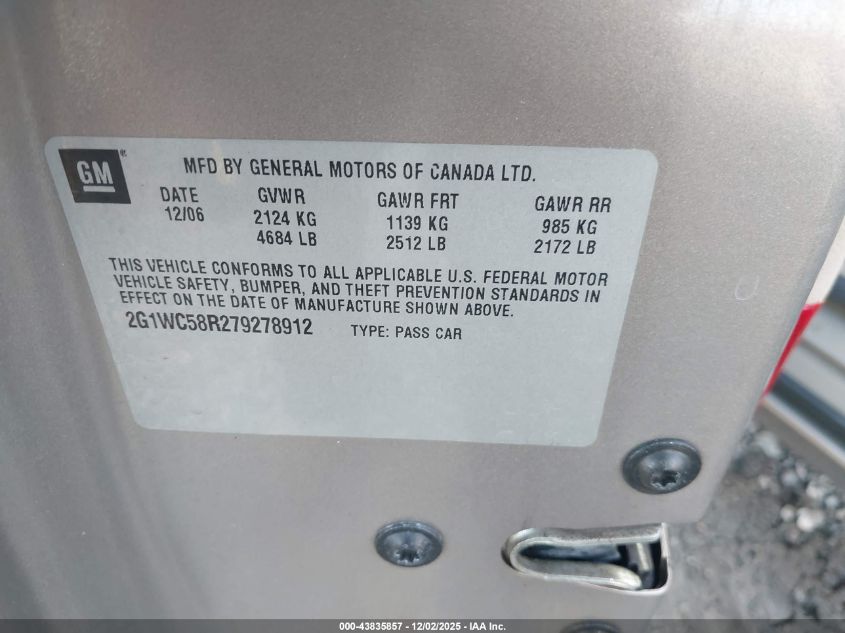 GM
MFD BY GENERAL MOTORS OF CANADA LTD.
DATE GVWR GAWR FRT GAWR RR
12/06 2124 KG 1139 KG 985 KG
4684 LB 2512 LB 2172 LB
THIS VEHICLE CONFORMS TO ALL APPLICABLE U.S. FEDERAL MOTOR
VEHICLE SAFETY, BUMPER, AND THEFT PREVENTION STANDARDS IN
EFFECT ON THE DATE OF MANUFACTURE SHOWN ABOVE.
2G1WC58R279278912 TYPE: PASS CAR
000-43835857 - 12/02/2025 - IAA Inc.